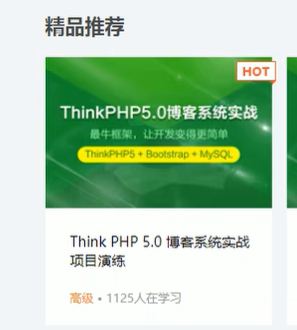 精品推荐
HOT
ThinkPHP5.0博客系统实战
最牛框架，让开发变得更简单
ThinkPHP5 + Bootstrap + MySQL
Think PHP 5.0 博客系统实战
项目演练
高级 • 1125人在学习